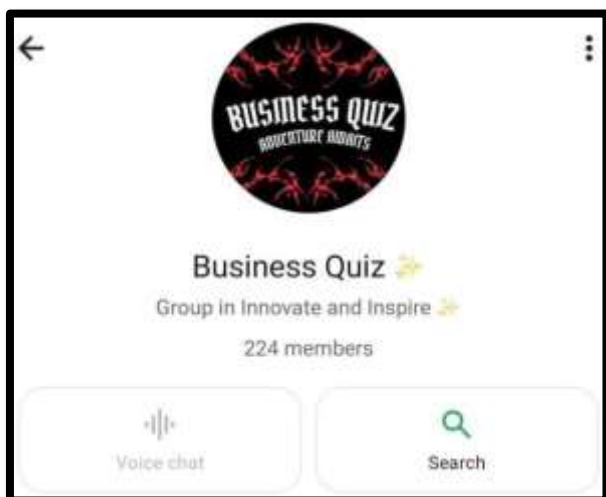 BUSINESS QUIZ
ADVENTURE AWAITS
Business Quiz ✨
Group in Innovate and Inspire ✨
224 members
Voice chat
Search